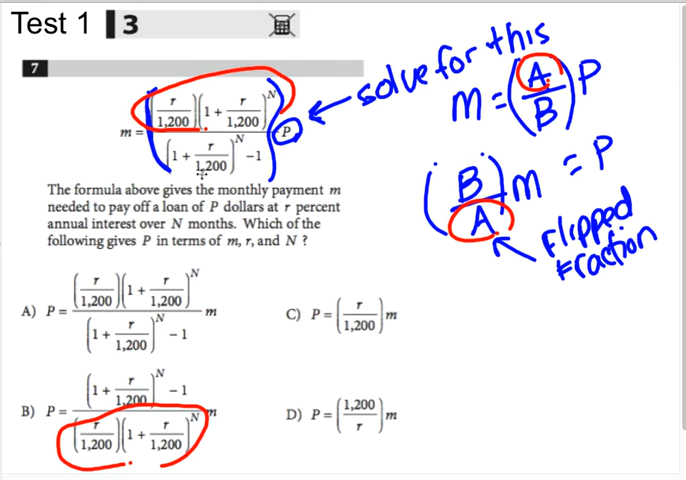 Test 1 3
7
m = ((r/1,200)(1 + r/1,200)^N / ((1 + r/1,200)^N − 1)) P
solve for this
m = (A/B) P
(B/A) m = P
Flipped
Fraction
The formula above gives the monthly payment m
needed to pay off a loan of P dollars at r percent
annual interest over N months. Which of the
following gives P in terms of m, r, and N ?
A) P = ((r/1,200)(1 + r/1,200)^N / ((1 + r/1,200)^N − 1)) m
B) P = (((1 + r/1,200)^N − 1) / (r/1,200)(1 + r/1,200)^N) m
C) P = (r/1,200) m
D) P = (1,200/r) m